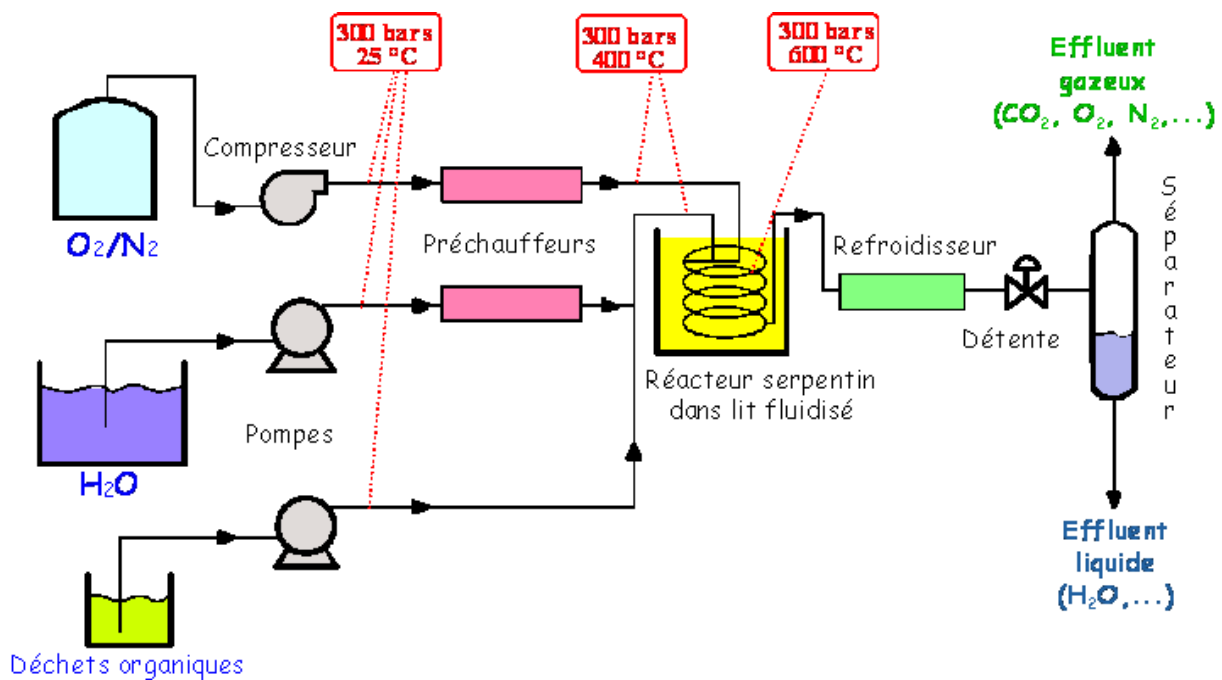 300 bars
25 °C
300 bars
400 °C
300 bars
600 °C
Effluent
gazeux
(CO₂, O₂, N₂,...)
Compresseur
O₂/N₂
Préchauffeurs
Refroidisseur
Séparateur
Détente
Réacteur serpentin
dans lit fluidisé
Pompes
H₂O
Effluent
liquide
(H₂O,...)
Déchets organiques